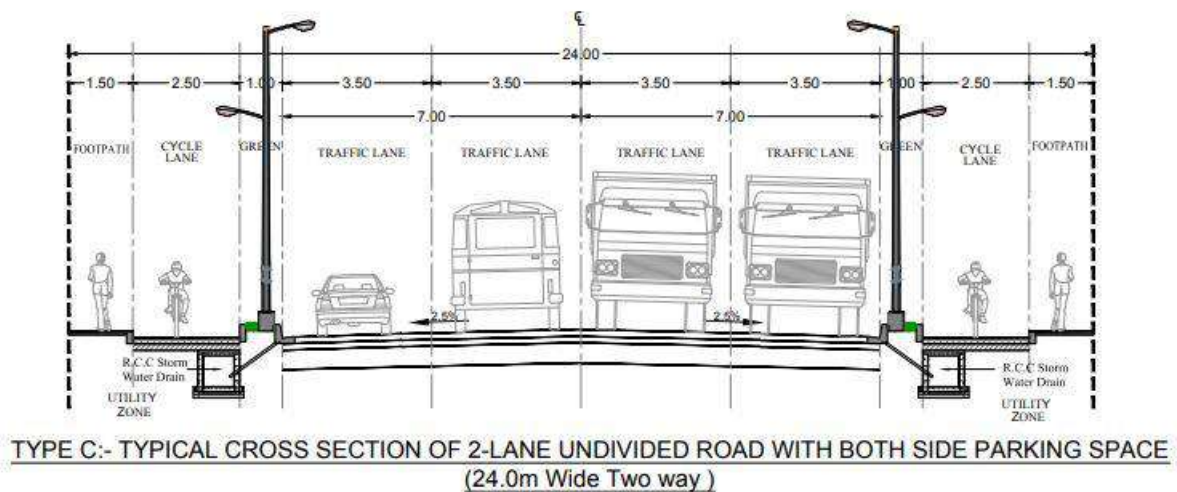 ℄
24.00
1.50 2.50 1.00 3.50 3.50 3.50 3.50 1.00 2.50 1.50
7.00 7.00
FOOTPATH CYCLE LANE GREEN TRAFFIC LANE TRAFFIC LANE TRAFFIC LANE TRAFFIC LANE GREEN CYCLE LANE FOOTPATH
2.5% 2.5%
R.C.C Storm
Water Drain
UTILITY
ZONE
R.C.C Storm
Water Drain
UTILITY
ZONE
TYPE C:- TYPICAL CROSS SECTION OF 2-LANE UNDIVIDED ROAD WITH BOTH SIDE PARKING SPACE
(24.0m Wide Two way )